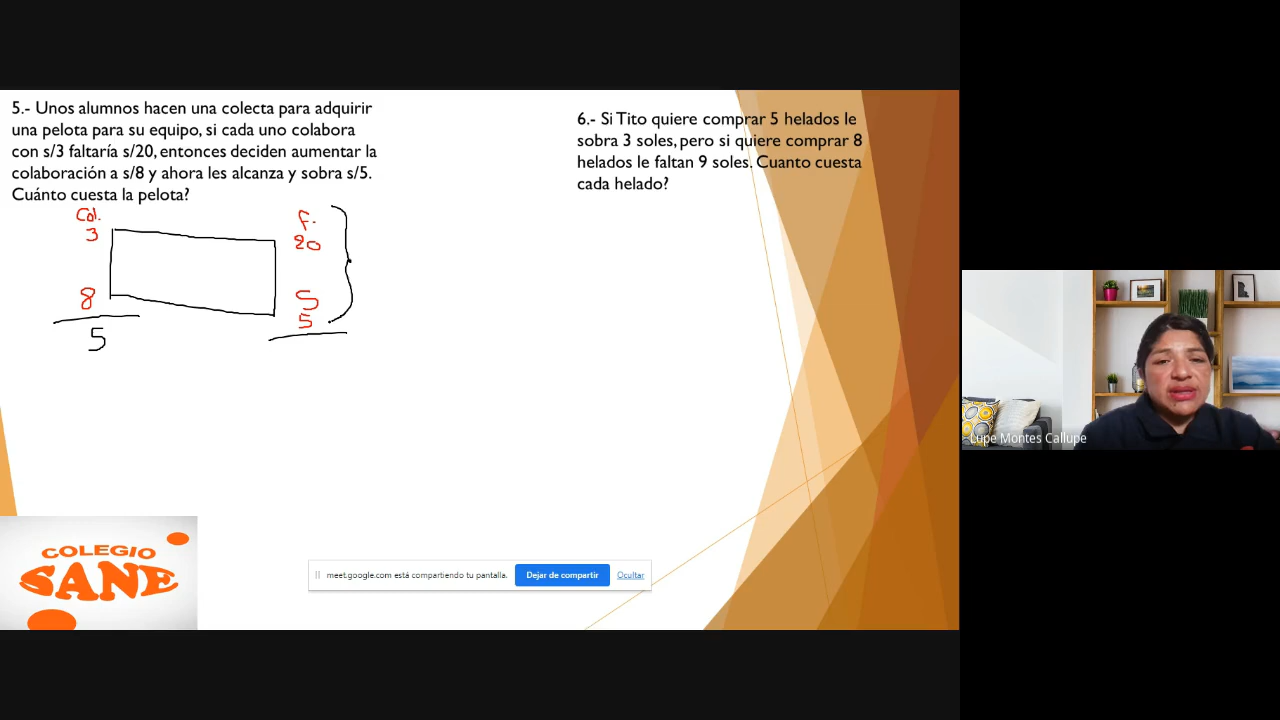 5.- Unos alumnos hacen una colecta para adquirir
una pelota para su equipo, si cada uno colabora
con s/3 faltaría s/20, entonces deciden aumentar la
colaboración a s/8 y ahora les alcanza y sobra s/5.
Cuánto cuesta la pelota?
Col. F.
3 20
8 S
5
5
6.- Si Tito quiere comprar 5 helados le
sobra 3 soles, pero si quiere comprar 8
helados le faltan 9 soles. Cuanto cuesta
cada helado?
COLEGIO
SANE
meet.google.com está compartiendo tu pantalla. Dejar de compartir Ocultar
Lupe Montes Callupe